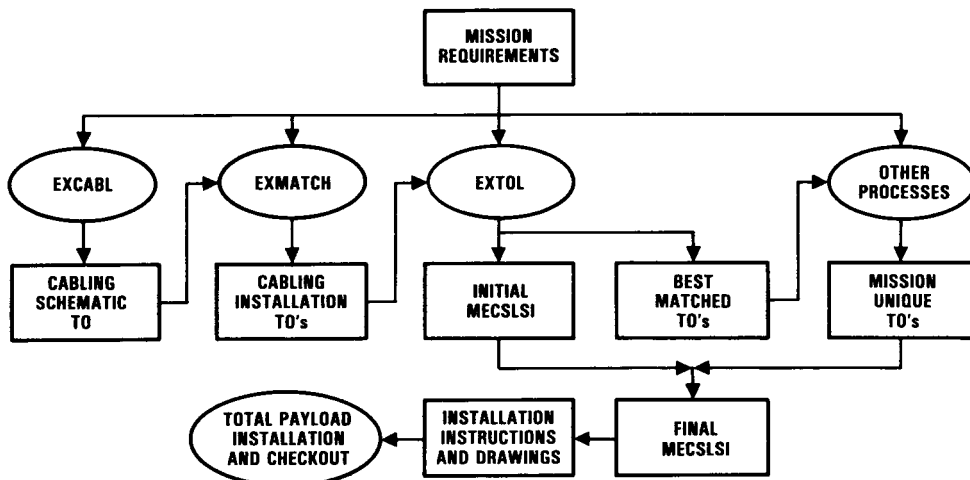 MISSION
REQUIREMENTS
EXCABL
EXMATCH
EXTOL
OTHER
PROCESSES
CABLING
SCHEMATIC
TO
CABLING
INSTALLATION
TO's
INITIAL
MECSLSI
BEST
MATCHED
TO's
MISSION
UNIQUE
TO's
TOTAL PAYLOAD
INSTALLATION
AND CHECKOUT
INSTALLATION
INSTRUCTIONS
AND DRAWINGS
FINAL
MECSLSI